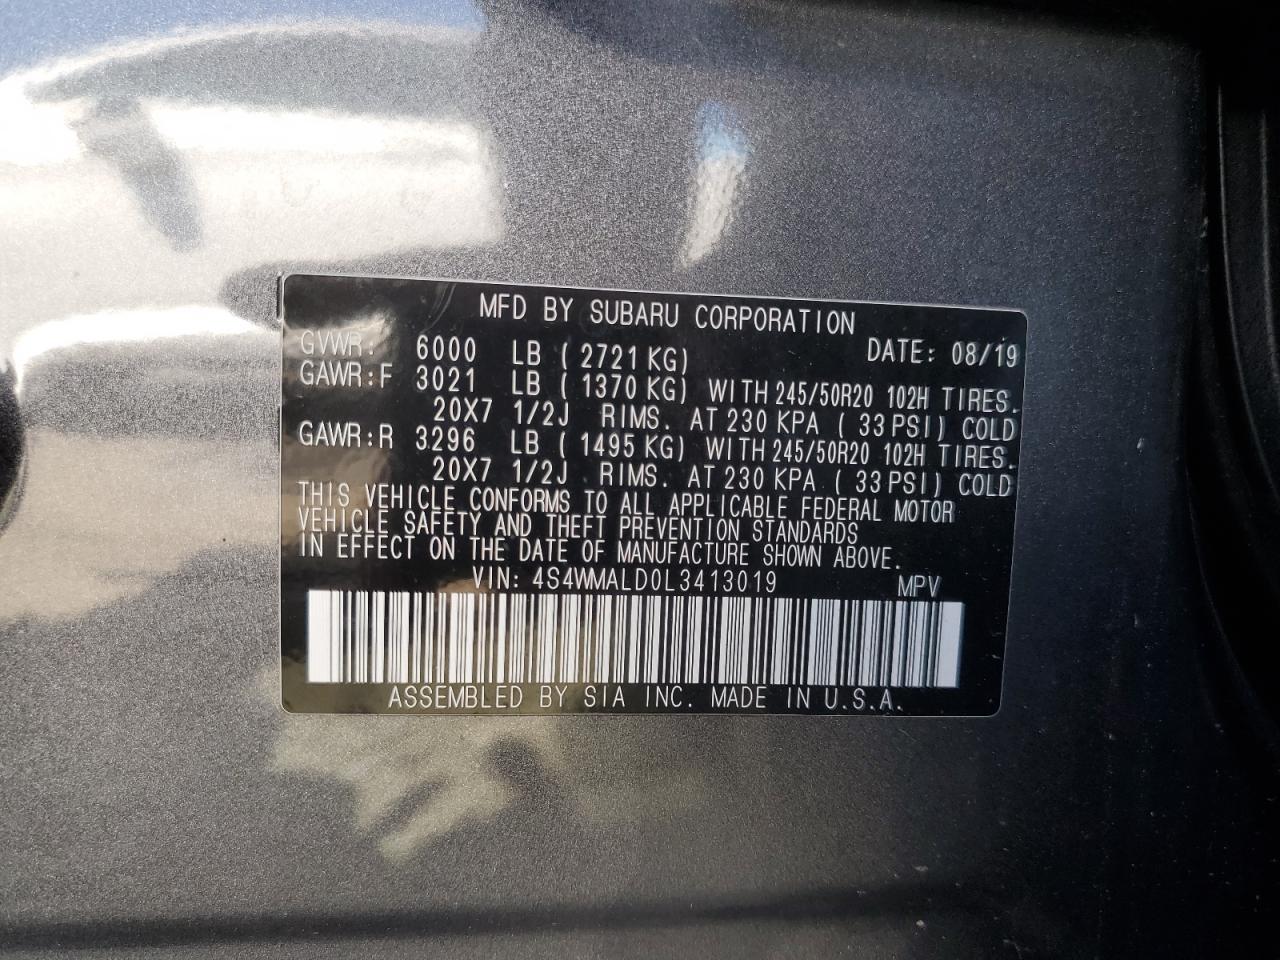 MFD BY SUBARU CORPORATION
GVWR: 6000 LB ( 2721 KG) DATE: 08/19
GAWR:F 3021 LB ( 1370 KG) WITH 245/50R20 102H TIRES.
20X7 1/2J RIMS. AT 230 KPA ( 33 PSI) COLD
GAWR:R 3296 LB ( 1495 KG) WITH 245/50R20 102H TIRES.
20X7 1/2J RIMS. AT 230 KPA ( 33 PSI) COLD
THIS VEHICLE CONFORMS TO ALL APPLICABLE FEDERAL MOTOR
VEHICLE SAFETY AND THEFT PREVENTION STANDARDS
IN EFFECT ON THE DATE OF MANUFACTURE SHOWN ABOVE.
VIN: 4S4WMALD0L3413019 MPV
ASSEMBLED BY SIA INC. MADE IN U.S.A.